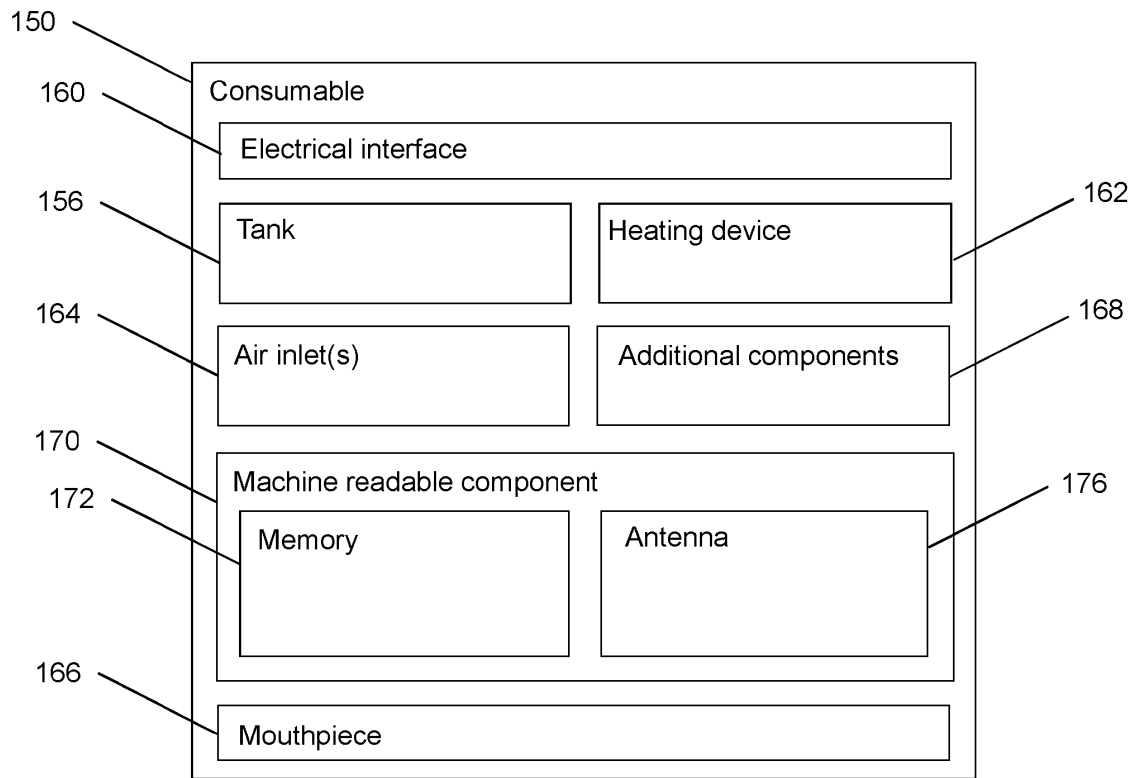 150
Consumable
160
Electrical interface
156
Tank
Heating device
162
164
Air inlet(s)
Additional components
168
170
Machine readable component
172
Memory
Antenna
176
166
Mouthpiece